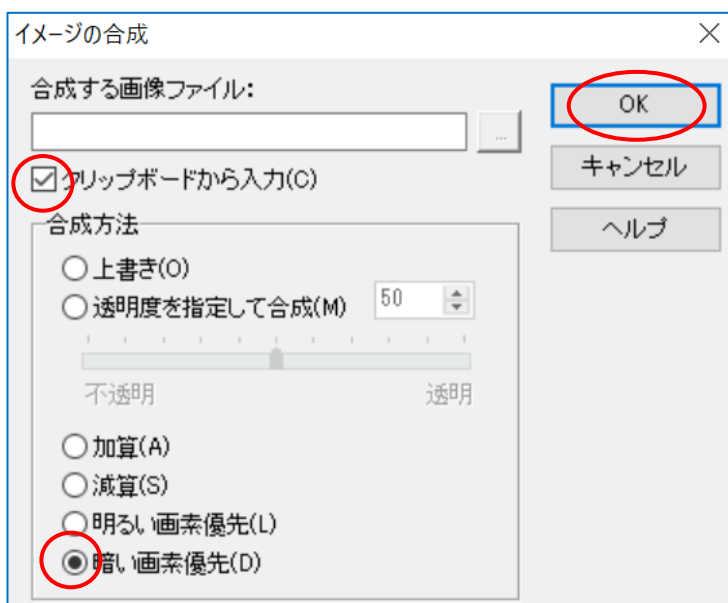 イメージの合成
合成する画像ファイル:
...
OK
クリップボードから入力(C)
キャンセル
合成方法
ヘルプ
上書き(O)
透明度を指定して合成(M) 50
不透明 透明
加算(A)
減算(S)
明るい画素優先(L)
暗い画素優先(D)